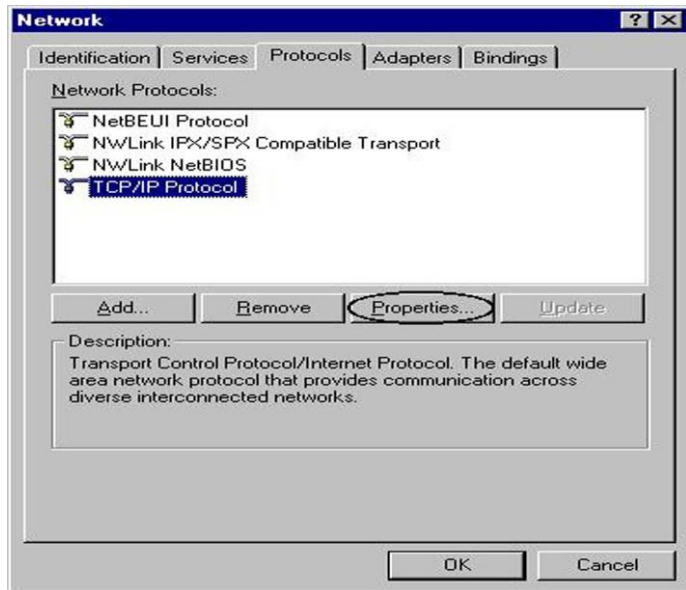 Network
Identification Services Protocols Adapters Bindings
Network Protocols:
NetBEUI Protocol
NWLink IPX/SPX Compatible Transport
NWLink NetBIOS
TCP/IP Protocol
Add... Remove Properties... Update
Description:
Transport Control Protocol/Internet Protocol. The default wide
area network protocol that provides communication across
diverse interconnected networks.
OK Cancel